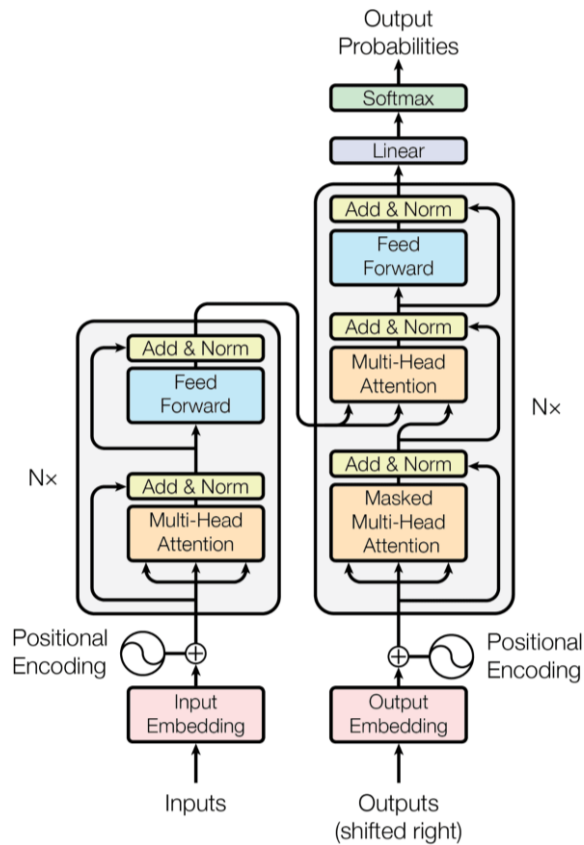 Output
Probabilities
Softmax
Linear
Add & Norm
Feed
Forward
Add & Norm
Multi-Head
Attention
Add & Norm
Masked
Multi-Head
Attention
N×
Add & Norm
Feed
Forward
Add & Norm
Multi-Head
Attention
N×
Positional
Encoding
Positional
Encoding
Input
Embedding
Output
Embedding
Inputs
Outputs
(shifted right)